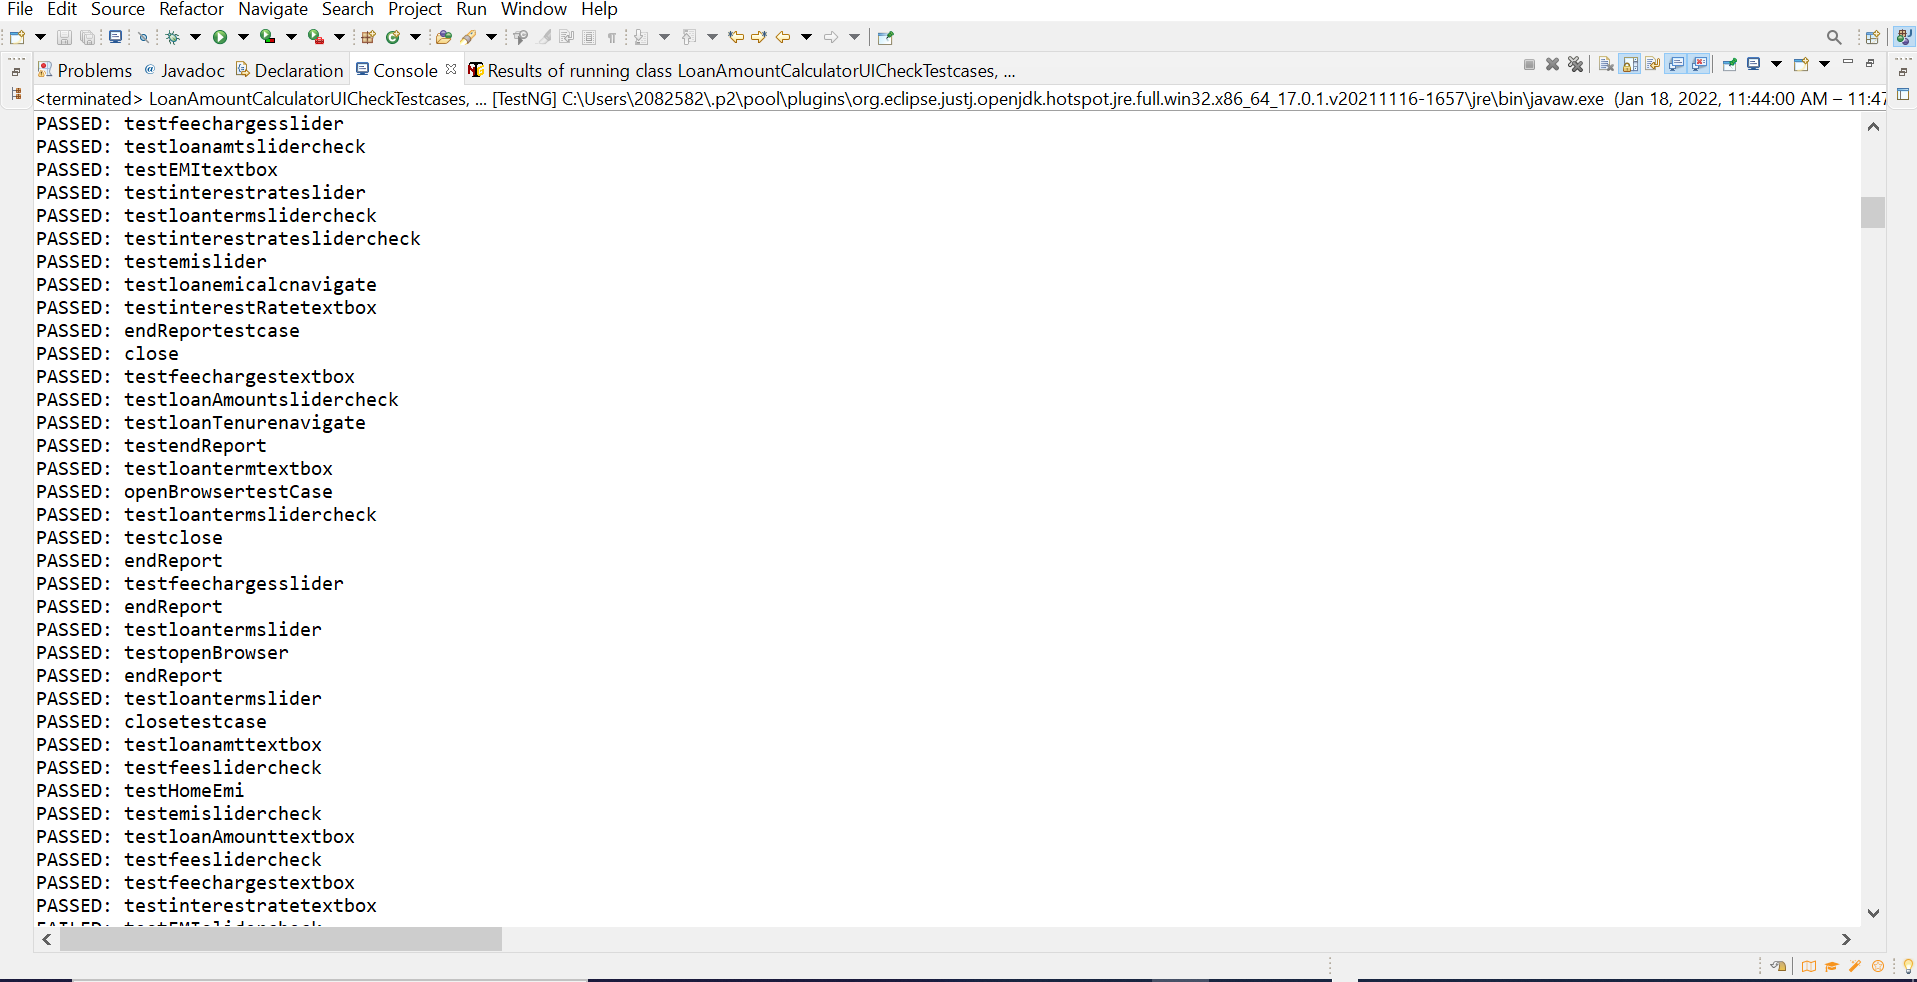 File Edit Source Refactor Navigate Search Project Run Window Help
Problems @ Javadoc Declaration Console Results of running class LoanAmountCalculatorUICheckTestcases, ...
<terminated> LoanAmountCalculatorUICheckTestcases, ... [TestNG] C:\Users\2082582\.p2\pool\plugins\org.eclipse.justj.openjdk.hotspot.jre.full.win32.x86_64_17.0.1.v20211116-1657\jre\bin\javaw.exe (Jan 18, 2022, 11:44:00 AM – 11:47
PASSED: testfeechargesslider
PASSED: testloanamtslidercheck
PASSED: testEMItextbox
PASSED: testinterestrateslider
PASSED: testloantermslidercheck
PASSED: testinterestrateslidercheck
PASSED: testemislider
PASSED: testloanemicalcnavigate
PASSED: testinterestRatetextbox
PASSED: endReportestcase
PASSED: close
PASSED: testfeechargestextbox
PASSED: testloanAmountslidercheck
PASSED: testloanTenurenavigate
PASSED: testendReport
PASSED: testloantermtextbox
PASSED: openBrowsertestCase
PASSED: testloantermslidercheck
PASSED: testclose
PASSED: endReport
PASSED: testfeechargesslider
PASSED: endReport
PASSED: testloantermslider
PASSED: testopenBrowser
PASSED: endReport
PASSED: testloantermslider
PASSED: closetestcase
PASSED: testloanamttextbox
PASSED: testfeeslidercheck
PASSED: testHomeEmi
PASSED: testemislidercheck
PASSED: testloanAmounttextbox
PASSED: testfeeslidercheck
PASSED: testfeechargestextbox
PASSED: testinterestratetextbox
FAILED: testEMIslidercheck